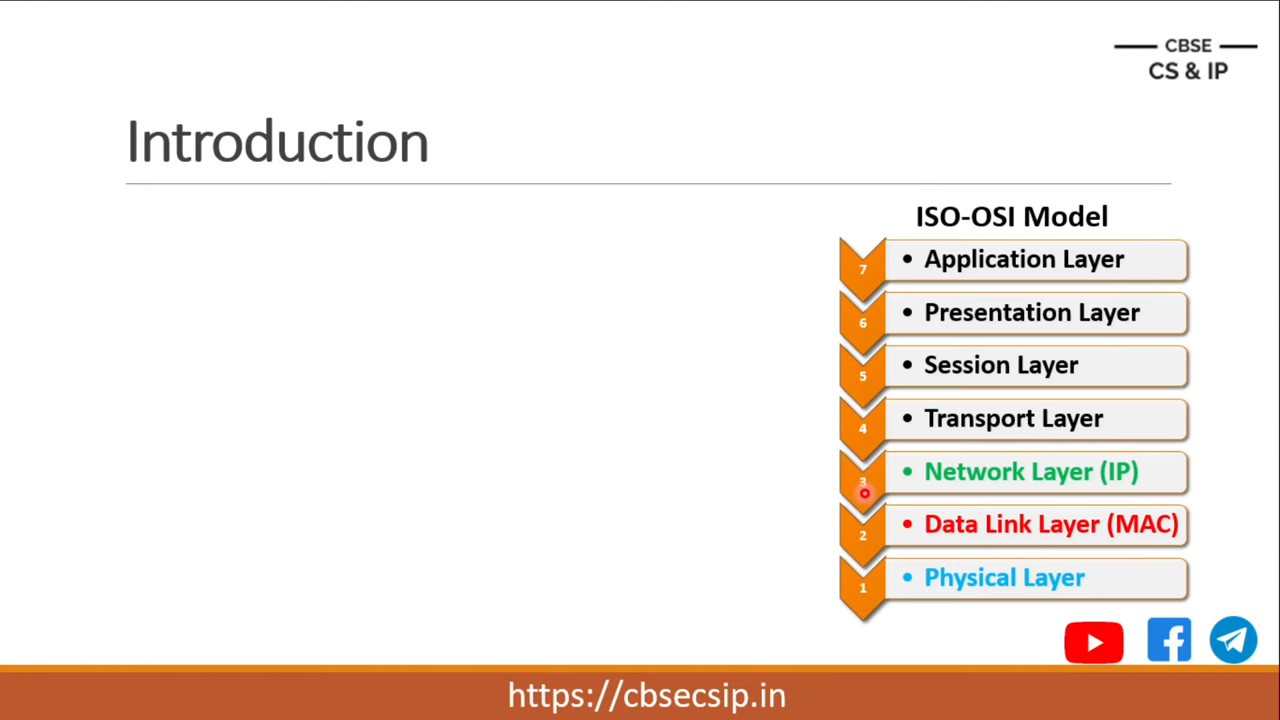 CBSE
CS & IP
Introduction
ISO-OSI Model
7
• Application Layer
6
• Presentation Layer
5
• Session Layer
4
• Transport Layer
3
• Network Layer (IP)
2
• Data Link Layer (MAC)
1
• Physical Layer
https://cbsecsip.in